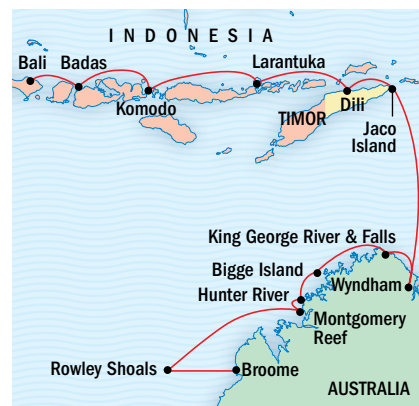 INDONESIA
Bali
Badas
Larantuka
Komodo
Dili
TIMOR
Jaco
Island
King George River & Falls
Bigge Island
Wyndham
Hunter River
Montgomery
Reef
Rowley Shoals
Broome
AUSTRALIA